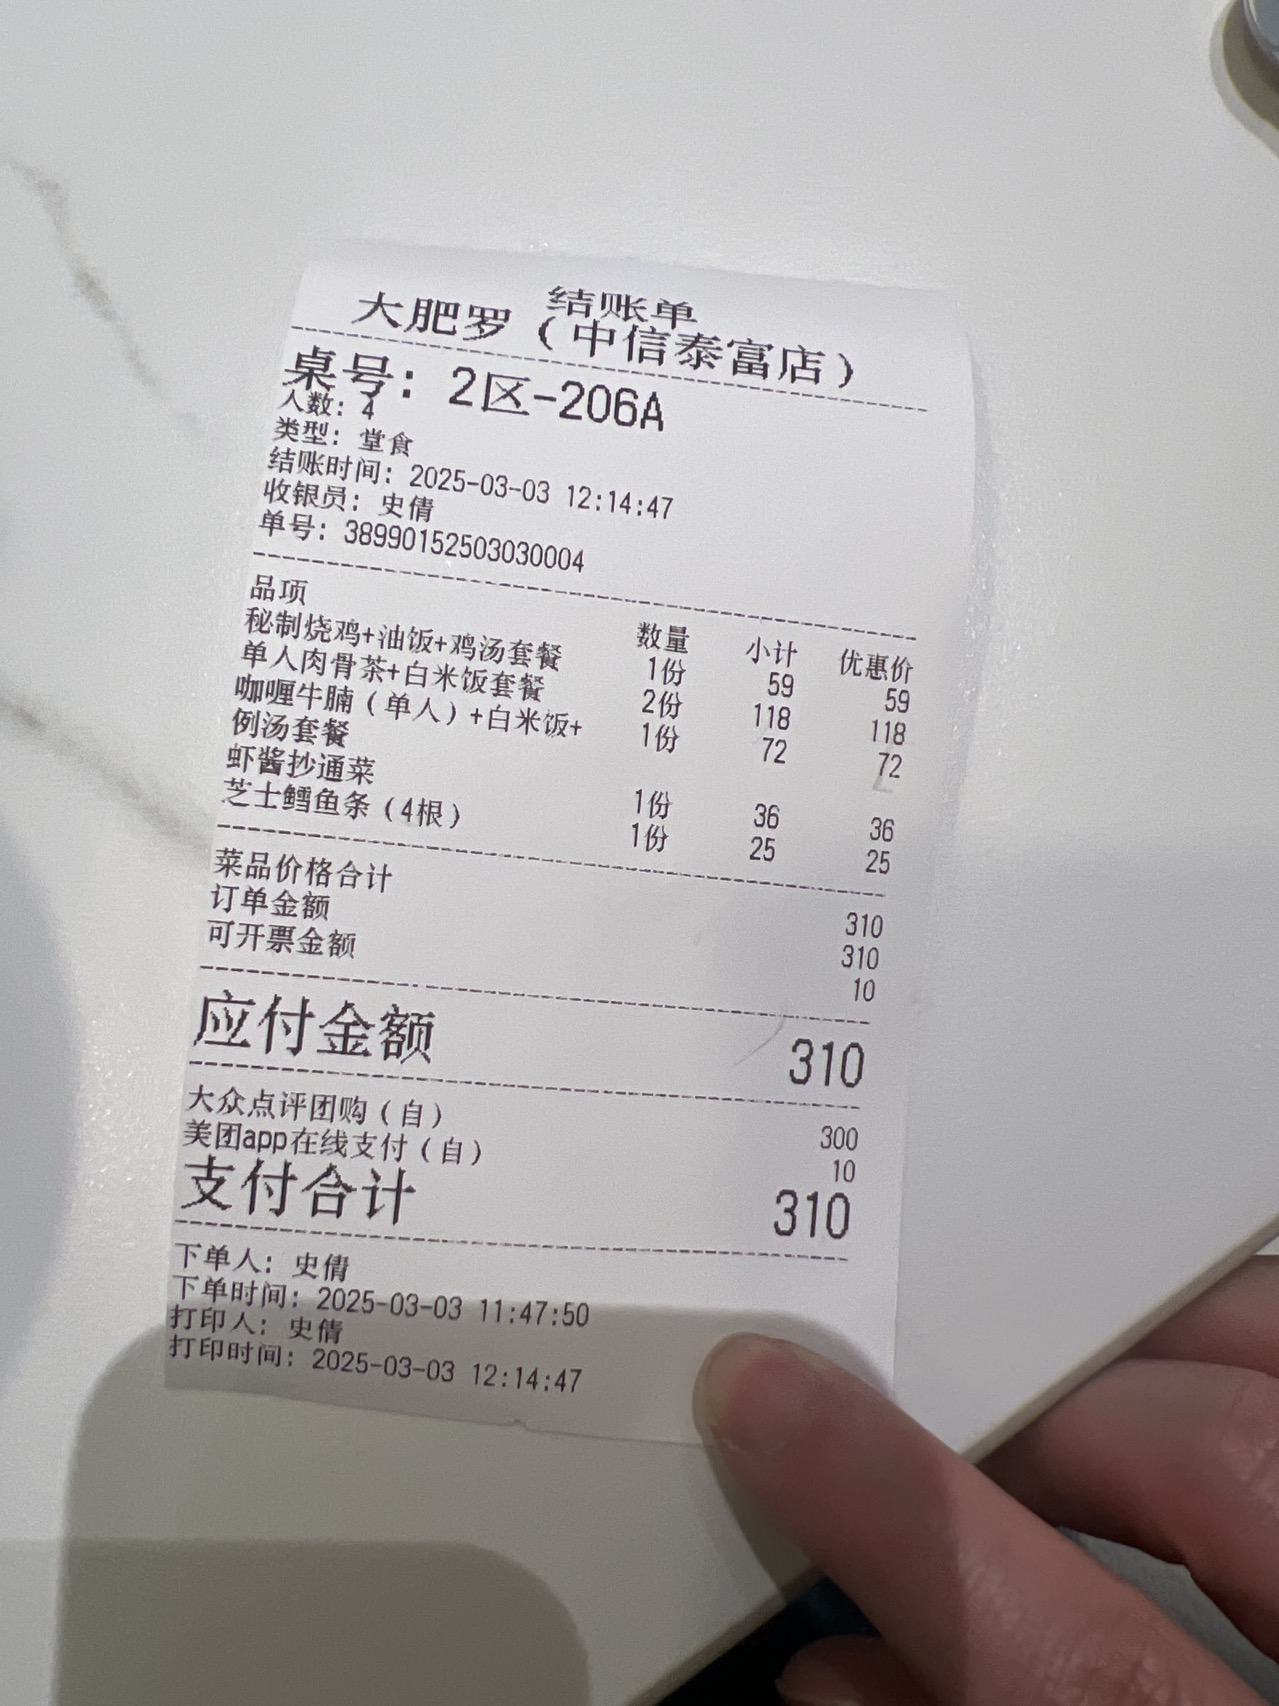 结账单
大肥罗（中信泰富店）
桌号：2区-206A
人数：4
类型：堂食
结账时间：2025-03-03 12:14:47
收银员：史倩
单号：38990152503030004
品项 数量 小计 优惠价
秘制烧鸡+油饭+鸡汤套餐 1份 59 59
单人肉骨茶+白米饭套餐 2份 118 118
咖喱牛腩（单人）+白米饭+ 1份 72 72
例汤套餐
虾酱抄通菜 1份 36 36
芝士鳕鱼条（4根） 1份 25 25
菜品价格合计 310
订单金额 310
可开票金额 10
应付金额 310
大众点评团购（自） 300
美团app在线支付（自） 10
支付合计 310
下单人：史倩
下单时间：2025-03-03 11:47:50
打印人：史倩
打印时间：2025-03-03 12:14:47